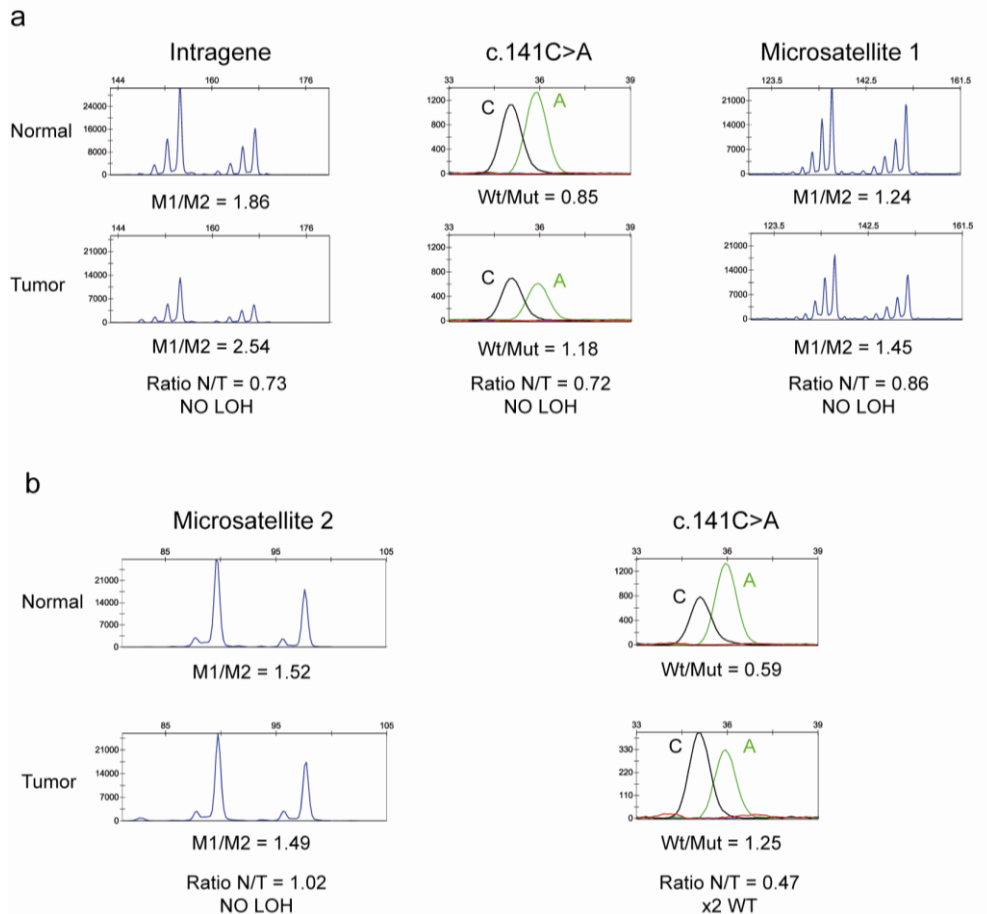 a
Intragene c.141C>A Microsatellite 1
144 160 176 33 36 39 123.5 142.5 161.5
Normal
24000 16000 8000 0
1200 800 400 0
C A
21000 14000 7000 0
M1/M2 = 1.86 Wt/Mut = 0.85 M1/M2 = 1.24
144 160 176 33 36 39 123.5 142.5 161.5
Tumor
21000 14000 7000 0
1200 800 400 0
C A
21000 14000 7000 0
M1/M2 = 2.54 Wt/Mut = 1.18 M1/M2 = 1.45
Ratio N/T = 0.73 Ratio N/T = 0.72 Ratio N/T = 0.86
NO LOH NO LOH NO LOH
b
Microsatellite 2 c.141C>A
85 95 105 33 36 39
Normal
21000 14000 7000 0
1200 800 400 0
C A
M1/M2 = 1.52 Wt/Mut = 0.59
85 95 105 33 36 39
Tumor
21000 14000 7000 0
330 220 110 0
C A
M1/M2 = 1.49 Wt/Mut = 1.25
Ratio N/T = 1.02 Ratio N/T = 0.47
NO LOH x2 WT